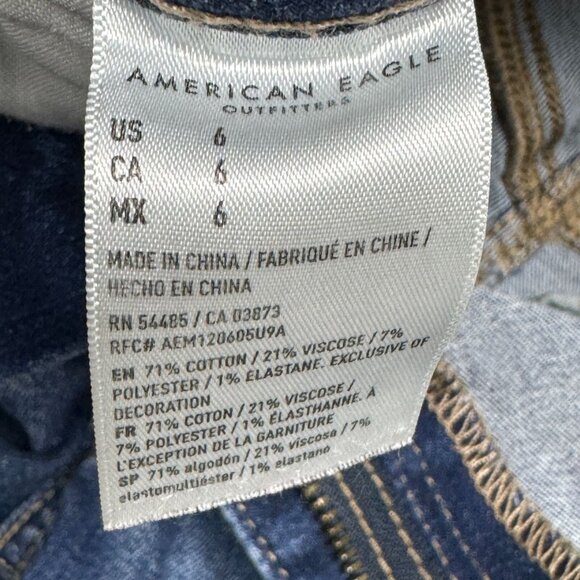 AMERICAN EAGLE
OUTFITTERS
US 6
CA 6
MX 6
MADE IN CHINA / FABRIQUÉ EN CHINE /
HECHO EN CHINA
RN 54485 / CA 03873
RFC# AEM120605U9A
EN 71% COTTON / 21% VISCOSE / 7%
POLYESTER / 1% ELASTANE. EXCLUSIVE OF
DECORATION
FR 71% COTON / 21% VISCOSE /
7% POLYESTER / 1% ÉLASTHANNE. À
L'EXCEPTION DE LA GARNITURE
SP 71% algodón / 21% viscosa / 7%
elastomultiéster / 1% elastano